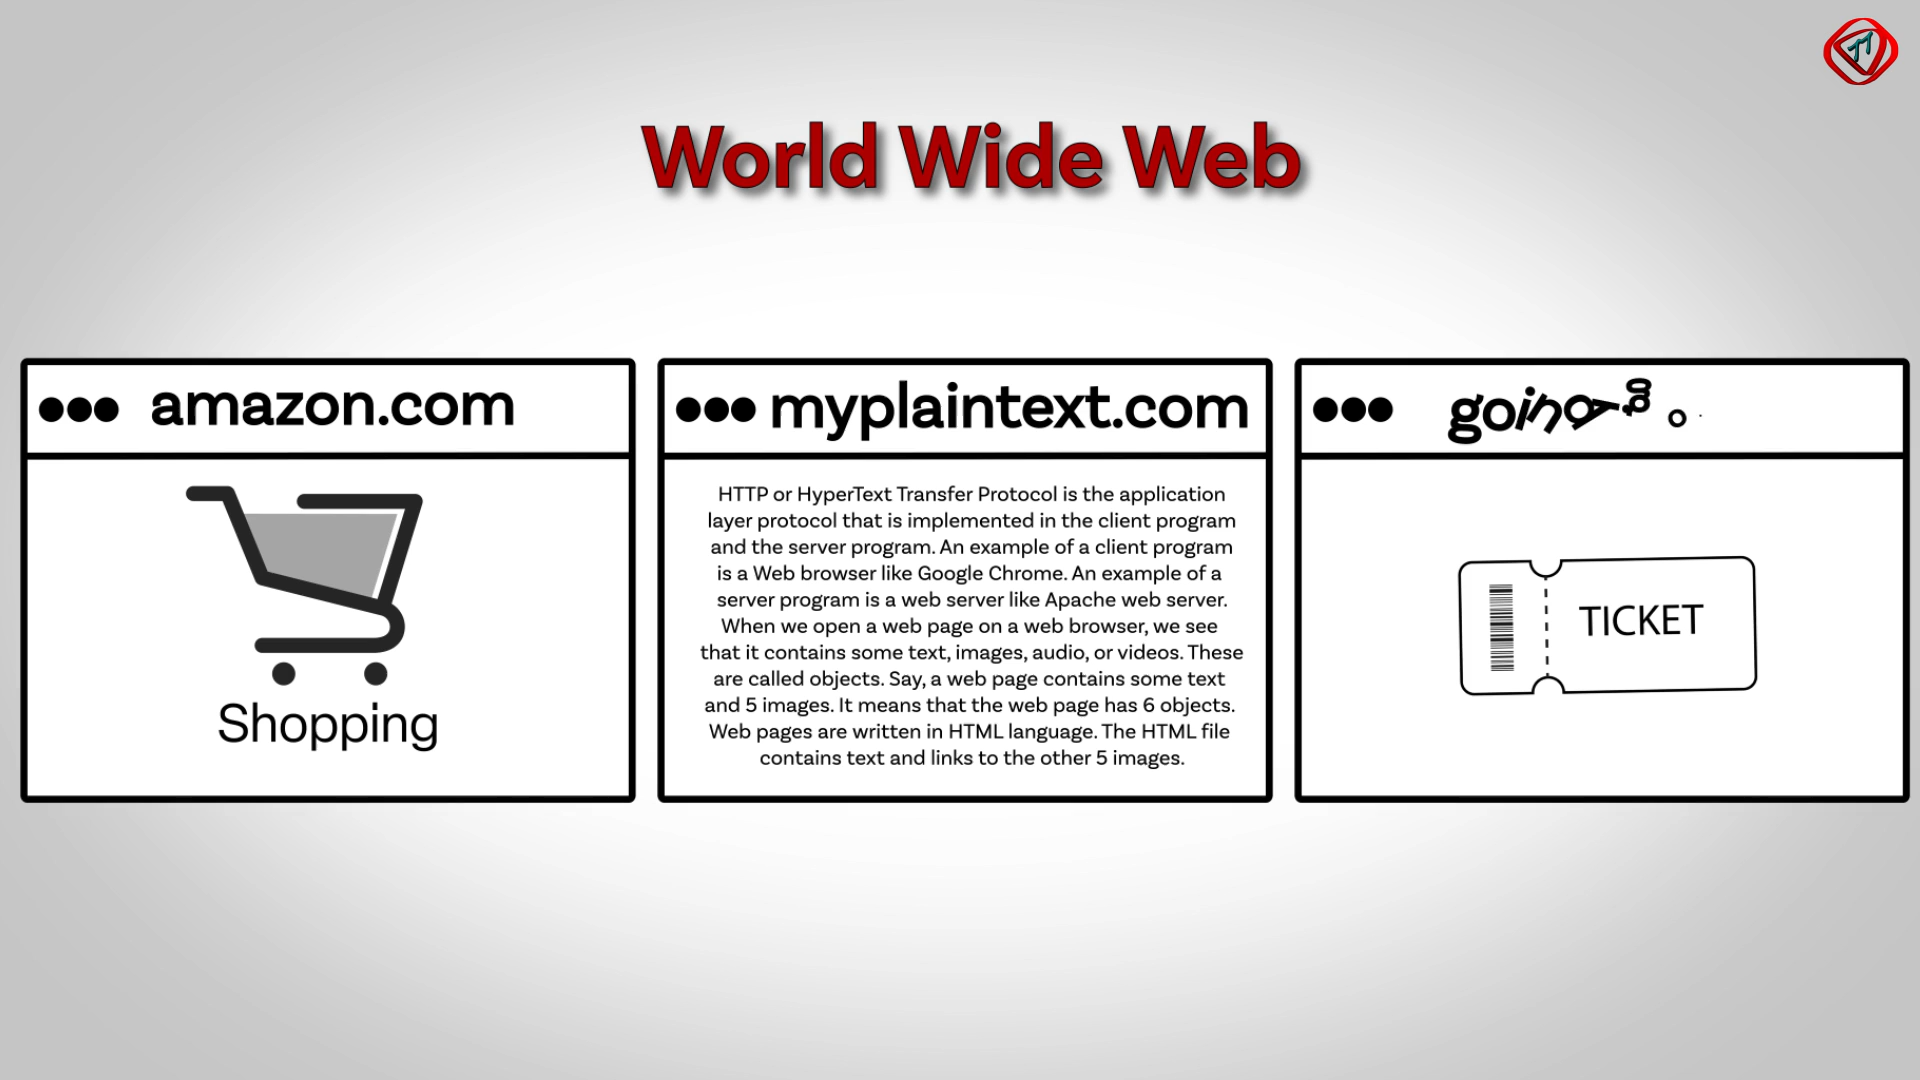 World Wide Web
amazon.com
Shopping
myplaintext.com
HTTP or HyperText Transfer Protocol is the application
layer protocol that is implemented in the client program
and the server program. An example of a client program
is a Web browser like Google Chrome. An example of a
server program is a web server like Apache web server.
When we open a web page on a web browser, we see
that it contains some text, images, audio, or videos. These
are called objects. Say, a web page contains some text
and 5 images. It means that the web page has 6 objects.
Web pages are written in HTML language. The HTML file
contains text and links to the other 5 images.
TICKET